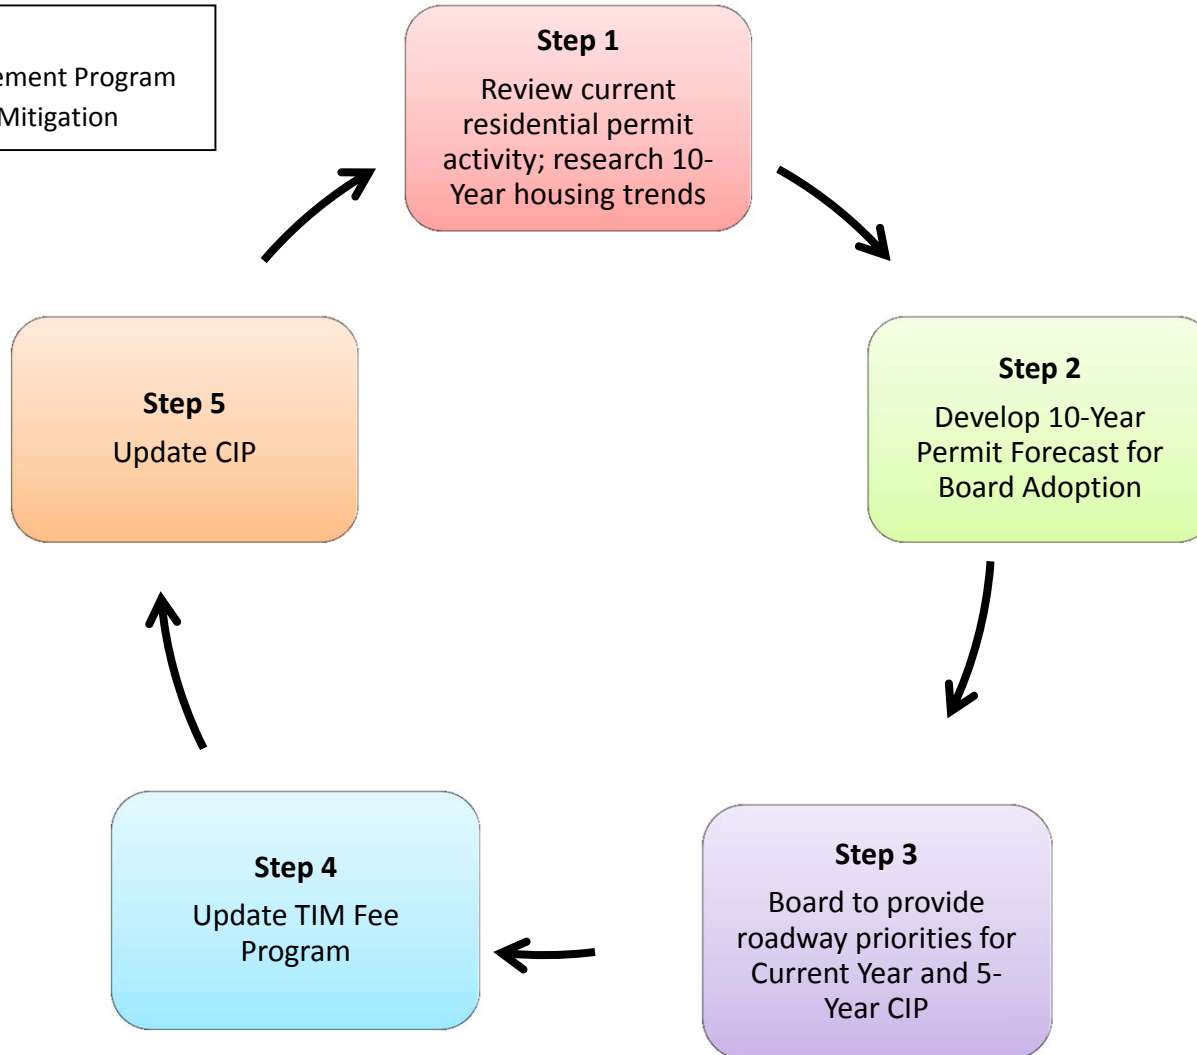 ement Program
Mitigation
Step 1
Review current
residential permit
activity; research 10-
Year housing trends
Step 2
Develop 10-Year
Permit Forecast for
Board Adoption
Step 3
Board to provide
roadway priorities for
Current Year and 5-
Year CIP
Step 4
Update TIM Fee
Program
Step 5
Update CIP